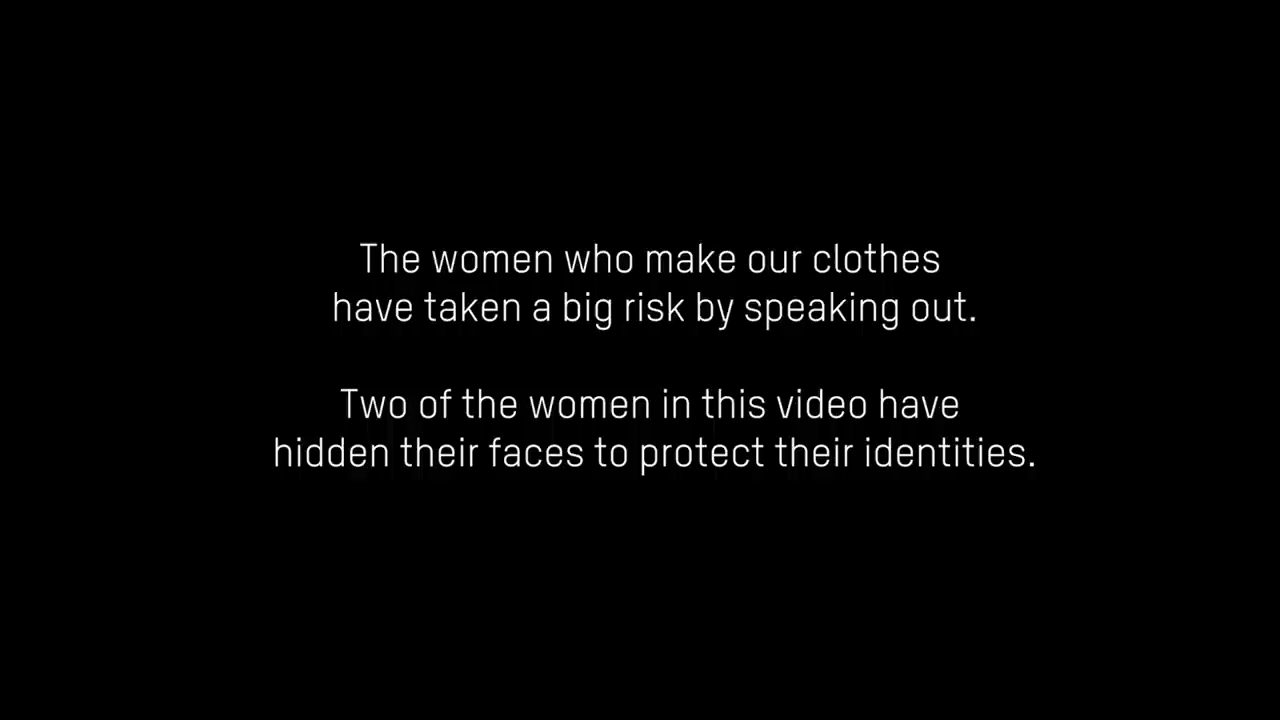 The women who make our clothes
have taken a big risk by speaking out.
Two of the women in this video have
hidden their faces to protect their identities.